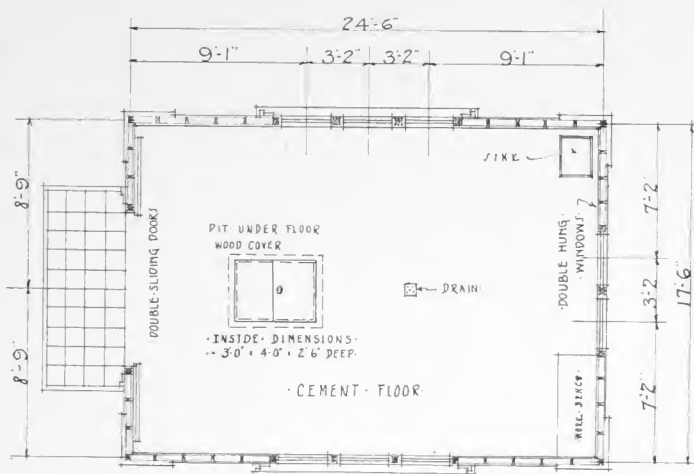 24'-6"
9'-1" 3'-2" 3'-2" 9'-1"
SINK
8'-9"
7'-2"
DOUBLE-SLIDING DOORS
PIT UNDER FLOOR
WOOD COVER
DRAIN
DOUBLE HUNG
WINDOWS
3'-2
17'-6"
·INSIDE· DIMENSIONS·
3'·0" × 4'·0" × 2'6" DEEP·
·CEMENT·FLOOR·
8'-9"
WORK·BENCH·
7'-2"